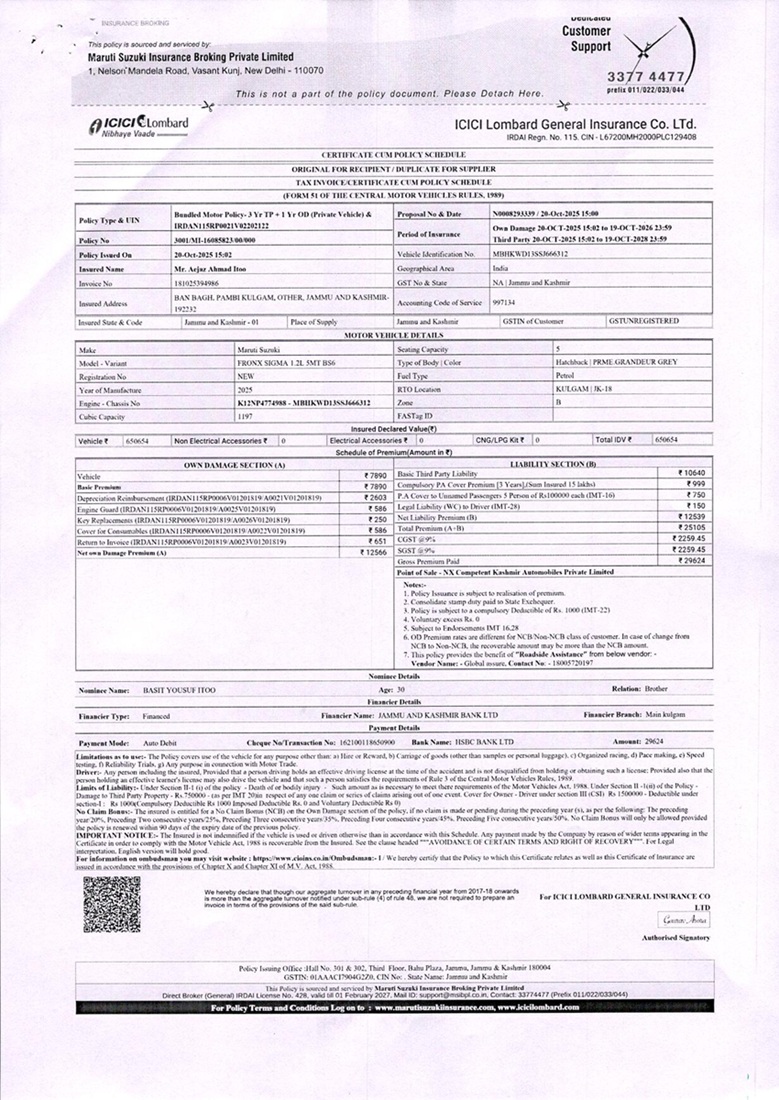 INSURANCE BROKING
This policy is sourced and serviced by:
Maruti Suzuki Insurance Broking Private Limited
1, Nelson Mandela Road, Vasant Kunj, New Delhi - 110070
Dedicated
Customer
Support
3377 4477
prefix 011/022/033/044
This is not a part of the policy document. Please Detach Here.
ICICI Lombard
Nibhaye Vaade
ICICI Lombard General Insurance Co. Ltd.
IRDAI Regn. No. 115. CIN - L67200MH2000PLC129408
CERTIFICATE CUM POLICY SCHEDULE
ORIGINAL FOR RECIPIENT / DUPLICATE FOR SUPPLIER
TAX INVOICE/CERTIFICATE CUM POLICY SCHEDULE
(FORM 51 OF THE CENTRAL MOTOR VEHICLES RULES, 1989)
Policy Type & UIN Bundled Motor Policy- 3 Yr TP + 1 Yr OD (Private Vehicle) & IRDAN115RP0021V02202122
Proposal No & Date N0008293339 / 20-Oct-2025 15:00
Policy No 3001/MI-16085823/00/000
Period of Insurance Own Damage 20-OCT-2025 15:02 to 19-OCT-2026 23:59
Third Party 20-OCT-2025 15:02 to 19-OCT-2028 23:59
Policy Issued On 20-Oct-2025 15:02
Vehicle Identification No. MBHKWD13SSJ666312
Insured Name Mr. Aejaz Ahmad Itoo
Geographical Area India
Invoice No 181025394986
GST No & State NA | Jammu and Kashmir
Insured Address BAN BAGH, PAMBI KULGAM, OTHER, JAMMU AND KASHMIR-192232
Accounting Code of Service 997134
Insured State & Code Jammu and Kashmir - 01 Place of Supply Jammu and Kashmir GSTIN of Customer GSTUNREGISTERED
MOTOR VEHICLE DETAILS
Make Maruti Suzuki Seating Capacity 5
Model - Variant FRONX SIGMA 1.2L 5MT BS6 Type of Body | Color Hatchback | PRME.GRANDEUR GREY
Registration No NEW Fuel Type Petrol
Year of Manufacture 2025 RTO Location KULGAM | JK-18
Engine - Chassis No K12NP4774988 - MBHKWD13SSJ666312 Zone B
Cubic Capacity 1197 FASTag ID
Insured Declared Value(₹)
Vehicle ₹ 650654 Non Electrical Accessories ₹ 0 Electrical Accessories ₹ 0 CNG/LPG Kit ₹ 0 Total IDV ₹ 650654
Schedule of Premium(Amount in ₹)
OWN DAMAGE SECTION (A)
Vehicle ₹ 7890
Basic Premium ₹ 7890
Depreciation Reimbursement (IRDAN115RP0006V01201819/A0021V01201819) ₹ 2603
Engine Guard (IRDAN115RP0006V01201819/A0025V01201819) ₹ 586
Key Replacements (IRDAN115RP0006V01201819/A0026V01201819) ₹ 250
Cover for Consumables (IRDAN115RP0006V01201819/A0022V01201819) ₹ 586
Return to Invoice (IRDAN115RP0006V01201819/A0023V01201819) ₹ 651
Net own Damage Premium (A) ₹ 12566
LIABILITY SECTION (B)
Basic Third Party Liability ₹ 10640
Compulsory PA Cover Premium [3 Years],(Sum Insured 15 lakhs) ₹ 999
P.A Cover to Unnamed Passengers 5 Person of Rs100000 each (IMT-16) ₹ 750
Legal Liability (WC) to Driver (IMT-28) ₹ 150
Net Liability Premium (B) ₹ 12539
Total Premium (A+B) ₹ 25105
CGST @9% ₹ 2259.45
SGST @9% ₹ 2259.45
Gross Premium Paid ₹ 29624
Point of Sale - NX Competent Kashmir Automobiles Private Limited
Notes:-
1. Policy Issuance is subject to realisation of premium.
2. Consolidate stamp duty paid to State Exchequer.
3. Policy is subject to a compulsory Deductible of Rs. 1000 (IMT-22)
4. Voluntary excess Rs. 0
5. Subject to Endorsements IMT 16,28
6. OD Premium rates are different for NCB/Non-NCB class of customer. In case of change from
NCB to Non-NCB, the recoverable amount may be more than the NCB amount.
7. This policy provides the benefit of "Roadside Assistance" from below vendor: -
Vendor Name: - Global assure. Contact No: - 18005720197
Nominee Details
Nominee Name: BASIT YOUSUF ITOO Age: 30 Relation: Brother
Financier Details
Financier Type: Financed Financier Name: JAMMU AND KASHMIR BANK LTD Financier Branch: Main kulgam
Payment Details
Payment Mode: Auto Debit Cheque No/Transaction No: 162100118650900 Bank Name: HSBC BANK LTD Amount: 29624
Limitations as to use:- The Policy covers use of the vehicle for any purpose other than: a) Hire or Reward, b) Carriage of goods (other than samples or personal luggage). c) Organized racing, d) Pace making, e) Speed
testing, f) Reliability Trials. g) Any purpose in connection with Motor Trade.
Driver:- Any person including the insured, Provided that a person driving holds an effective driving license at the time of the accident and is not disqualified from holding or obtaining such a license; Provided also that the
person holding an effective learner's license may also drive the vehicle and that such a person satisfies the requirements of Rule 3 of the Central Motor Vehicles Rules, 1989.
Limits of Liability:- Under Section II-1 (i) of the policy - Death of or bodily injury - Such amount as is necessary to meet there requirements of the Motor Vehicles Act, 1988. Under Section II -1(ii) of the Policy -
Damage to Third Party Property - Rs.750000 - (as per IMT 20)in respect of any one claim or series of claims arising out of one event. Cover for Owner - Driver under section III (CSI) Rs 1500000 - Deductible under
section-I : Rs 1000(Compulsory Deductible Rs 1000 Imposed Deductible Rs. 0 and Voluntary Deductible Rs 0)
No Claim Bonus:- The insured is entitled for a No Claim Bonus (NCB) on the Own Damage section of the policy, if no claim is made or pending during the preceding year (s), as per the following: The preceding
year/20%, Preceding Two consecutive years/25%, Preceding Three consecutive years/35%, Preceding Four consecutive years/45%, Preceding Five consecutive years/50%. No Claim Bonus will only be allowed provided
the policy is renewed within 90 days of the expiry date of the previous policy.
IMPORTANT NOTICE:- The Insured is not indemnified if the vehicle is used or driven otherwise than in accordance with this Schedule. Any payment made by the Company by reason of wider terms appearing in the
Certificate in order to comply with the Motor Vehicle Act, 1988 is recoverable from the Insured. See the clause headed """AVOIDANCE OF CERTAIN TERMS AND RIGHT OF RECOVERY""". For Legal
interpretation, English version will hold good.
For information on ombudsman you may visit website : https://www.cioins.co.in/Ombudsman:- I / We hereby certify that the Policy to which this Certificate relates as well as this Certificate of Insurance are
issued in accordance with the provisions of Chapter X and Chapter XI of M.V. Act, 1988.
We hereby declare that though our aggregate turnover in any preceding financial year from 2017-18 onwards
is more than the aggregate turnover notified under sub-rule (4) of rule 48, we are not required to prepare an
invoice in terms of the provisions of the said sub-rule.
For ICICI LOMBARD GENERAL INSURANCE CO
LTD
Authorised Signatory
Policy Issuing Office :Hall No. 301 & 302, Third Floor, Bahu Plaza, Jammu, Jammu & Kashmir 180004
GSTIN: 01AAACI7904G2Z0, CIN No: . State Name: Jammu and Kashmir
This Policy is sourced and serviced by Maruti Suzuki Insurance Broking Private Limited
Direct Broker (General) IRDAI License No. 428, valid till 01 February 2027, Mail ID: support@msibpl.co.in, Contact: 33774477 (Prefix 011/022/033/044)
For Policy Terms and Conditions Log on to : www.marutisuzukiinsurance.com, www.icicilombard.com